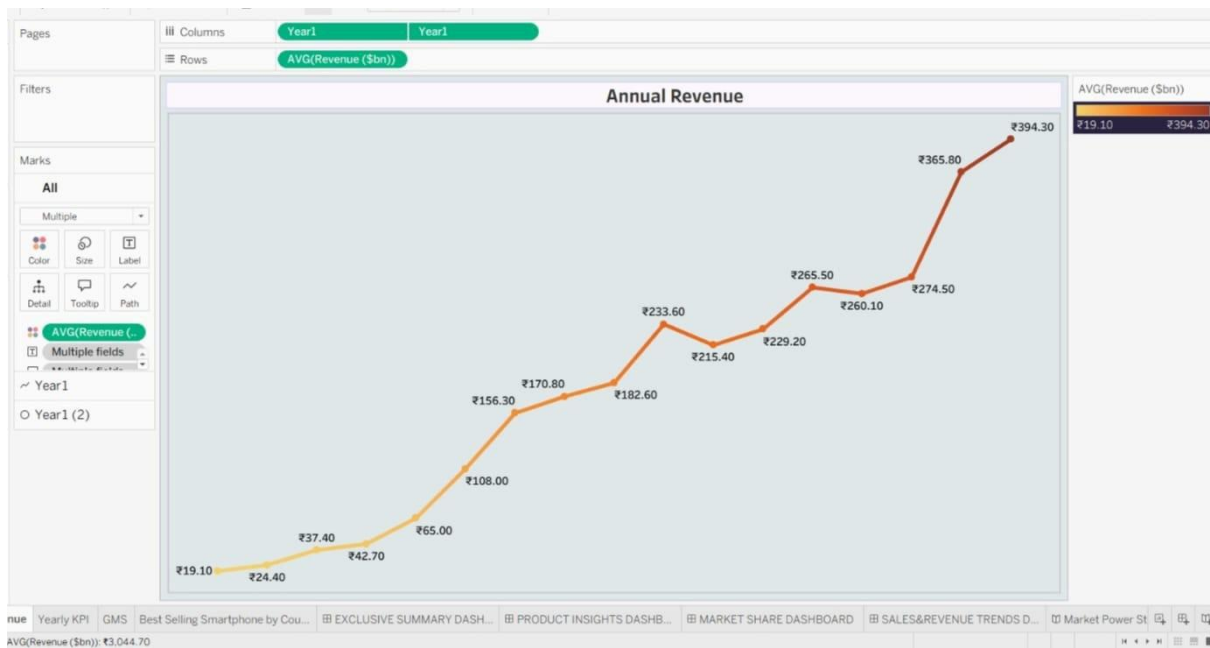 Pages
iii Columns
Year1
Year1
Rows
AVG(Revenue ($bn))
Filters
Marks
All
Multiple
Color
Size
Label
Detail
Tooltip
Path
AVG(Revenue (..
Multiple fields
Year1
Year1 (2)
Annual Revenue
₹394.30
₹365.80
₹274.50
₹265.50
₹260.10
₹233.60
₹229.20
₹215.40
₹182.60
₹170.80
₹156.30
₹108.00
₹65.00
₹37.40
₹42.70
₹19.10
₹24.40
AVG(Revenue ($bn))
₹19.10 ₹394.30
nue Yearly KPI GMS Best Selling Smartphone by Cou... EXCLUSIVE SUMMARY DASH... PRODUCT INSIGHTS DASHB... MARKET SHARE DASHBOARD SALES&REVENUE TRENDS D... Market Power St
AVG(Revenue ($bn)): ₹3,044.70